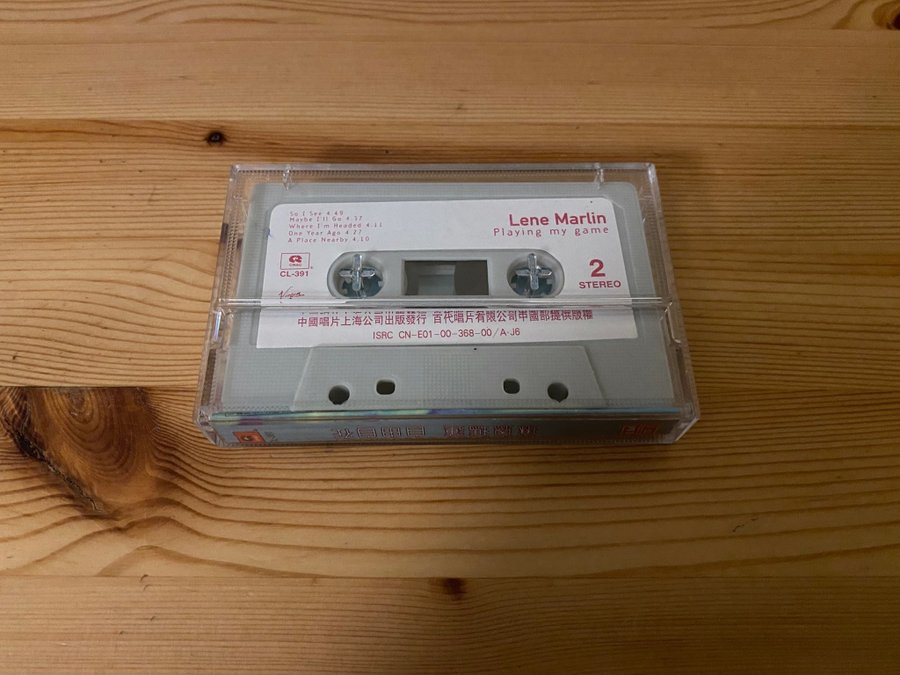 So I See 4.49
Maybe I'll Go 4.37
Where I'm Headed 4.11
One Year Ago 4.27
A Place Nearby 4.10
Lene Marlin
Playing my game
CL-391
2
STEREO
Virgin
中國唱片上海公司出版發行 百代唱片有限公司中國部提供版權
ISRC CN-E01-00-368-00/A·J6